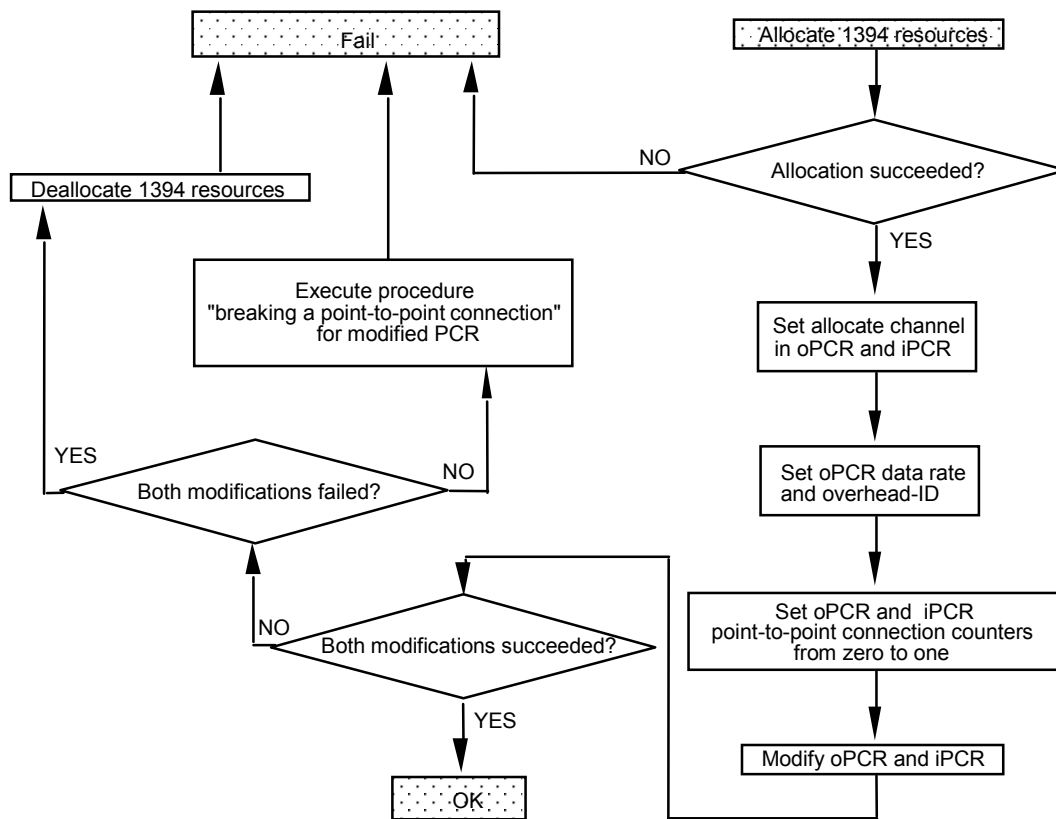 Fail
Allocate 1394 resources
NO
Allocation succeeded?
Deallocate 1394 resources
YES
Execute procedure
"breaking a point-to-point connection"
for modified PCR
Set allocate channel
in oPCR and iPCR
YES
NO
Both modifications failed?
Set oPCR data rate
and overhead-ID
Set oPCR and iPCR
point-to-point connection counters
from zero to one
NO
Both modifications succeeded?
YES
Modify oPCR and iPCR
OK